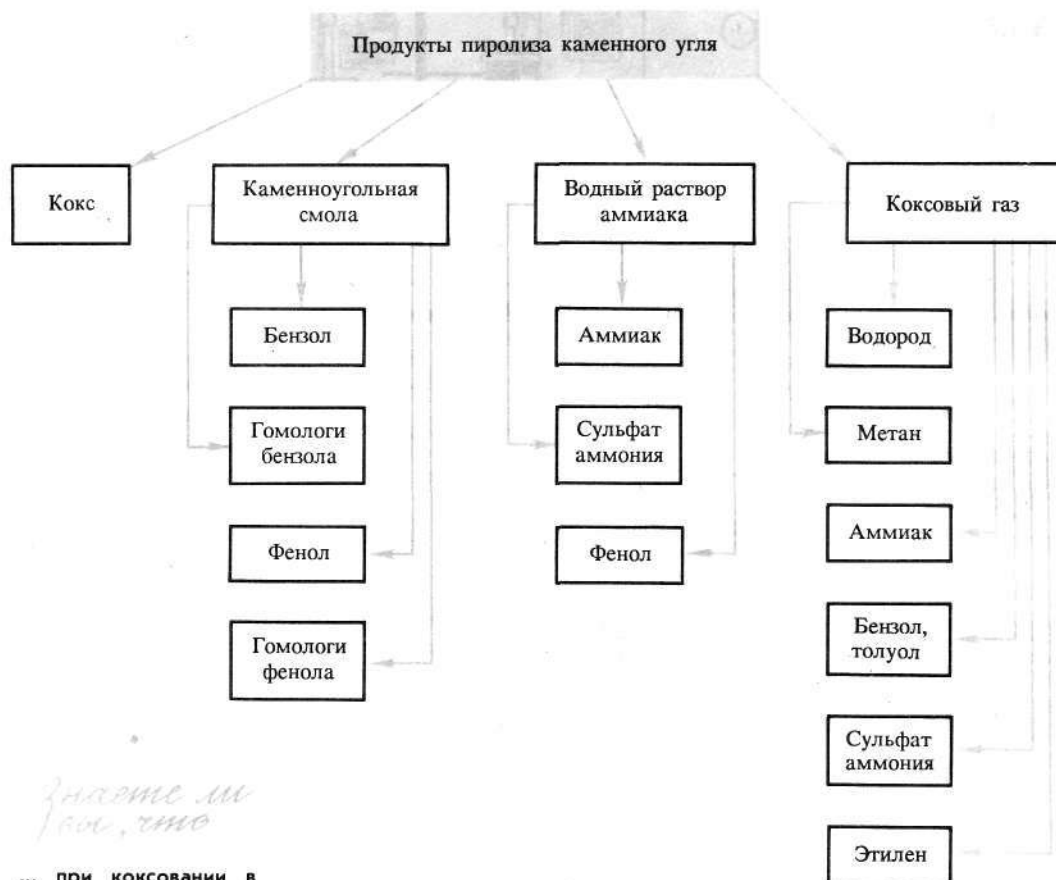 Продукты пиролиза каменного угля
Кокс
Каменноугольная
смола
Водный раствор
аммиака
Коксовый газ
Бензол
Аммиак
Водород
Гомологи
бензола
Сульфат
аммония
Метан
Фенол
Фенол
Аммиак
Гомологи
фенола
Бензол,
толуол
Сульфат
аммония
Этилен
Знаете ли
вы, что
... при коксовании в